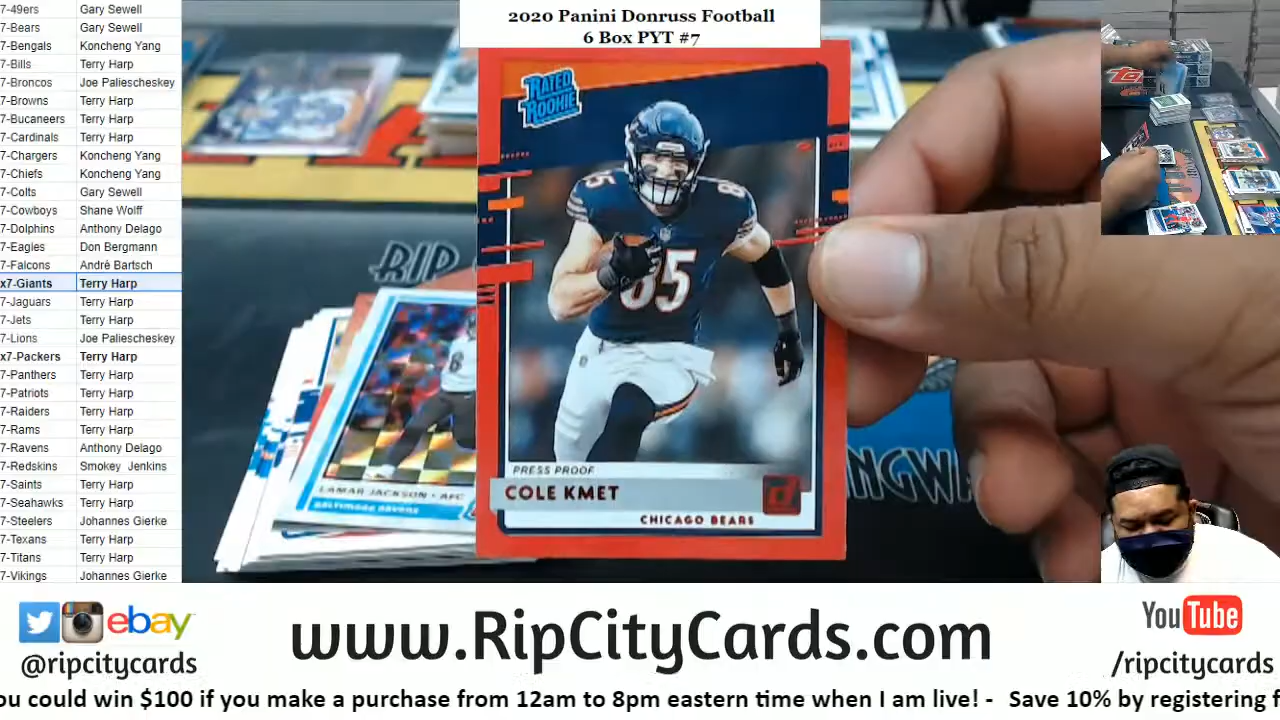 2020 Panini Donruss Football
6 Box PYT #7
7-49ers Gary Sewell
7-Bears Gary Sewell
7-Bengals Koncheng Yang
7-Bills Terry Harp
7-Broncos Joe Paliescheskey
7-Browns Terry Harp
7-Bucaneers Terry Harp
7-Cardinals Terry Harp
7-Chargers Koncheng Yang
7-Chiefs Koncheng Yang
7-Colts Gary Sewell
7-Cowboys Shane Wolff
7-Dolphins Anthony Delago
7-Eagles Don Bergmann
7-Falcons André Bartsch
x7-Giants Terry Harp
7-Jaguars Terry Harp
7-Jets Terry Harp
7-Lions Joe Paliescheskey
x7-Packers Terry Harp
7-Panthers Terry Harp
7-Patriots Terry Harp
7-Raiders Terry Harp
7-Rams Terry Harp
7-Ravens Anthony Delago
7-Redskins Smokey Jenkins
7-Saints Terry Harp
7-Seahawks Terry Harp
7-Steelers Johannes Gierke
7-Texans Terry Harp
7-Titans Terry Harp
7-Vikings Johannes Gierke
RATED
ROOKIE
85
85
85
PRESS PROOF
COLE KMET
CHICAGO BEARS
RIP
LAMAR JACKSON • AFC
BALTIMORE RAVENS
8
INGWA
ebay
@ripcitycards
www.RipCityCards.com
YouTube
/ripcitycards
ou could win $100 if you make a purchase from 12am to 8pm eastern time when I am live! - Save 10% by registering f